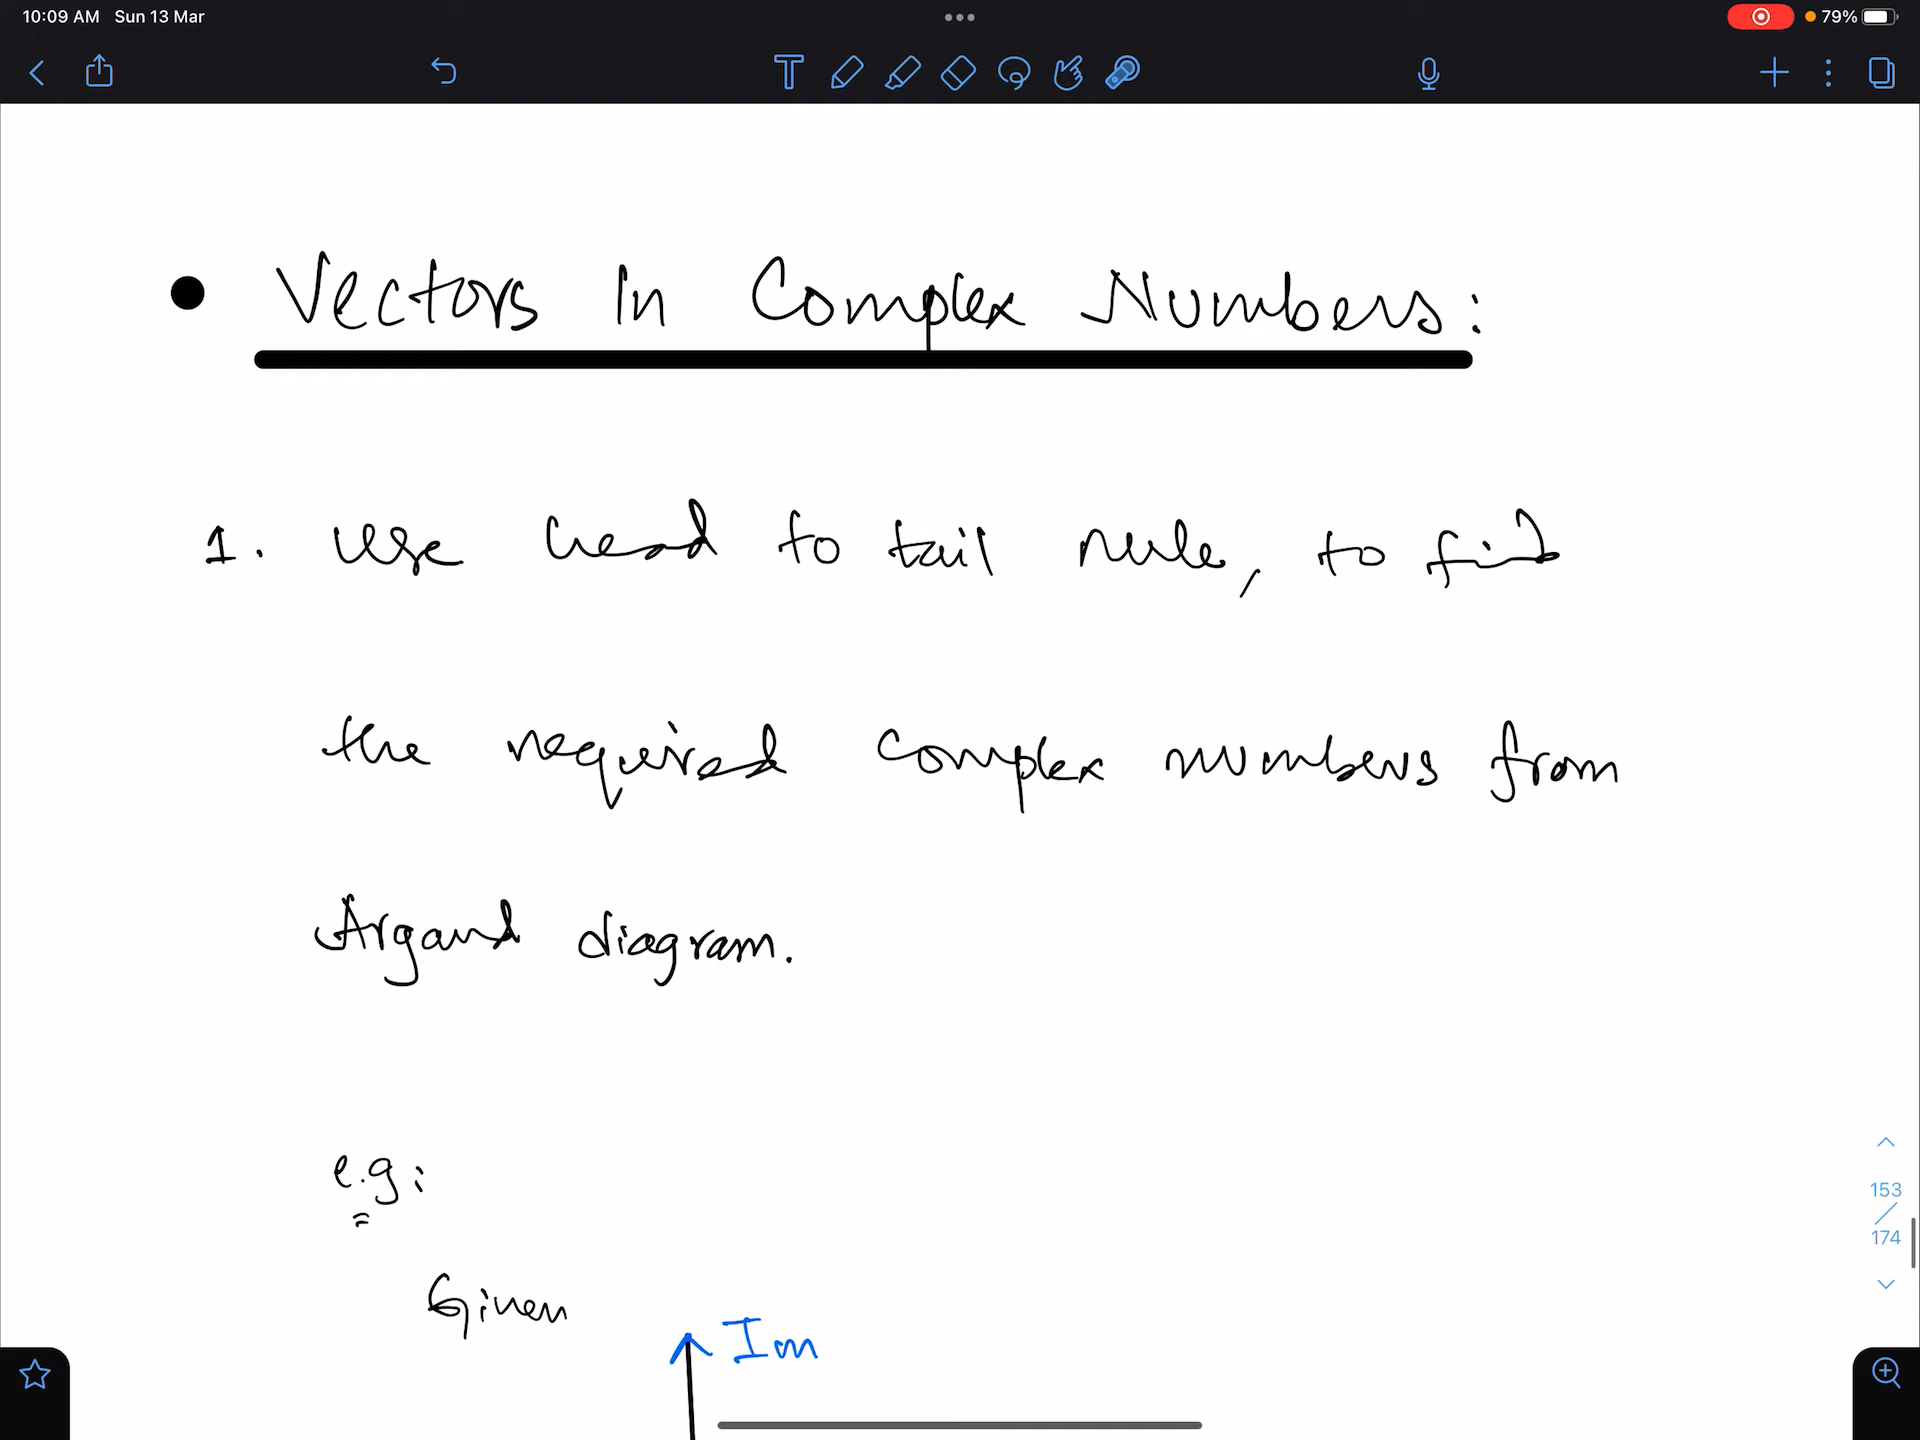 10:09 AM Sun 13 Mar
79%
Vectors In Complex Numbers:
1. Use head to tail rule, to find
the required complex numbers from
Argand diagram.
e.g:
153
174
Given
Im